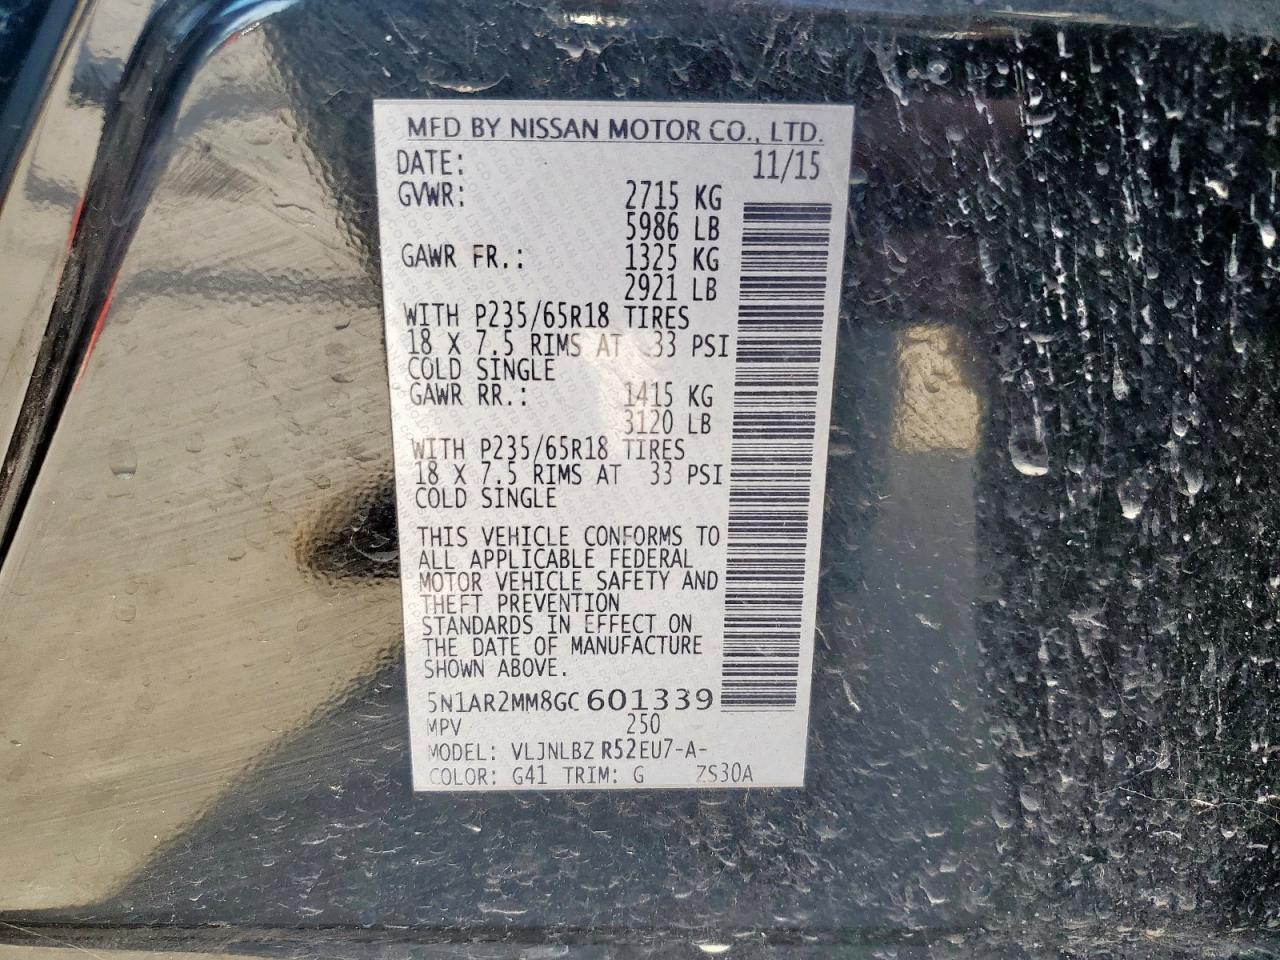 MFD BY NISSAN MOTOR CO., LTD.
DATE: 11/15
GVWR: 2715 KG
5986 LB
GAWR FR.: 1325 KG
2921 LB
WITH P235/65R18 TIRES
18 X 7.5 RIMS AT 33 PSI
COLD SINGLE
GAWR RR.: 1415 KG
3120 LB
WITH P235/65R18 TIRES
18 X 7.5 RIMS AT 33 PSI
COLD SINGLE
THIS VEHICLE CONFORMS TO
ALL APPLICABLE FEDERAL
MOTOR VEHICLE SAFETY AND
THEFT PREVENTION
STANDARDS IN EFFECT ON
THE DATE OF MANUFACTURE
SHOWN ABOVE.
5N1AR2MM8GC601339
MPV 250
MODEL: VLJNLBZ R52EU7-A-
COLOR: G41 TRIM: G ZS30A